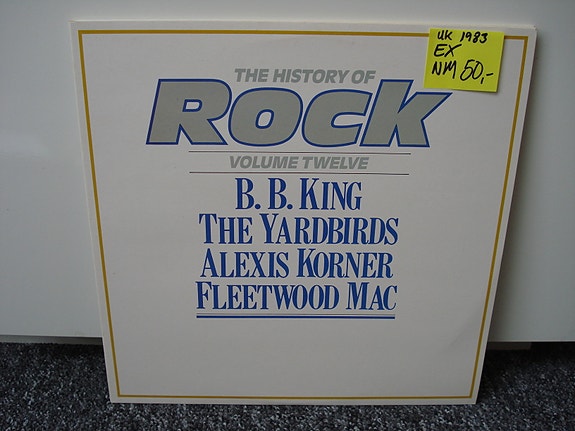 UK 1983
EX
NM 50,-
THE HISTORY OF
ROCK
VOLUME TWELVE
B. B. KING
THE YARDBIRDS
ALEXIS KORNER
FLEETWOOD MAC